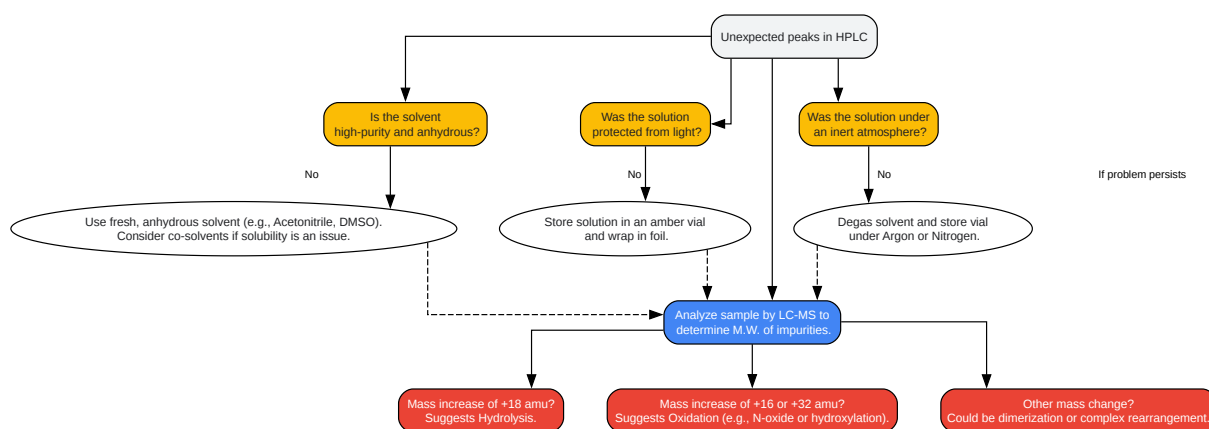 Unexpected peaks in HPLC
Is the solvent
high-purity and anhydrous?
Was the solution
protected from light?
Was the solution under
an inert atmosphere?
No
No
No
If problem persists
Use fresh, anhydrous solvent (e.g., Acetonitrile, DMSO).
Consider co-solvents if solubility is an issue.
Store solution in an amber vial
and wrap in foil.
Degas solvent and store vial
under Argon or Nitrogen.
Analyze sample by LC-MS to
determine M.W. of impurities.
Mass increase of +18 amu?
Suggests Hydrolysis.
Mass increase of +16 or +32 amu?
Suggests Oxidation (e.g., N-oxide or hydroxylation).
Other mass change?
Could be dimerization or complex rearrangement.